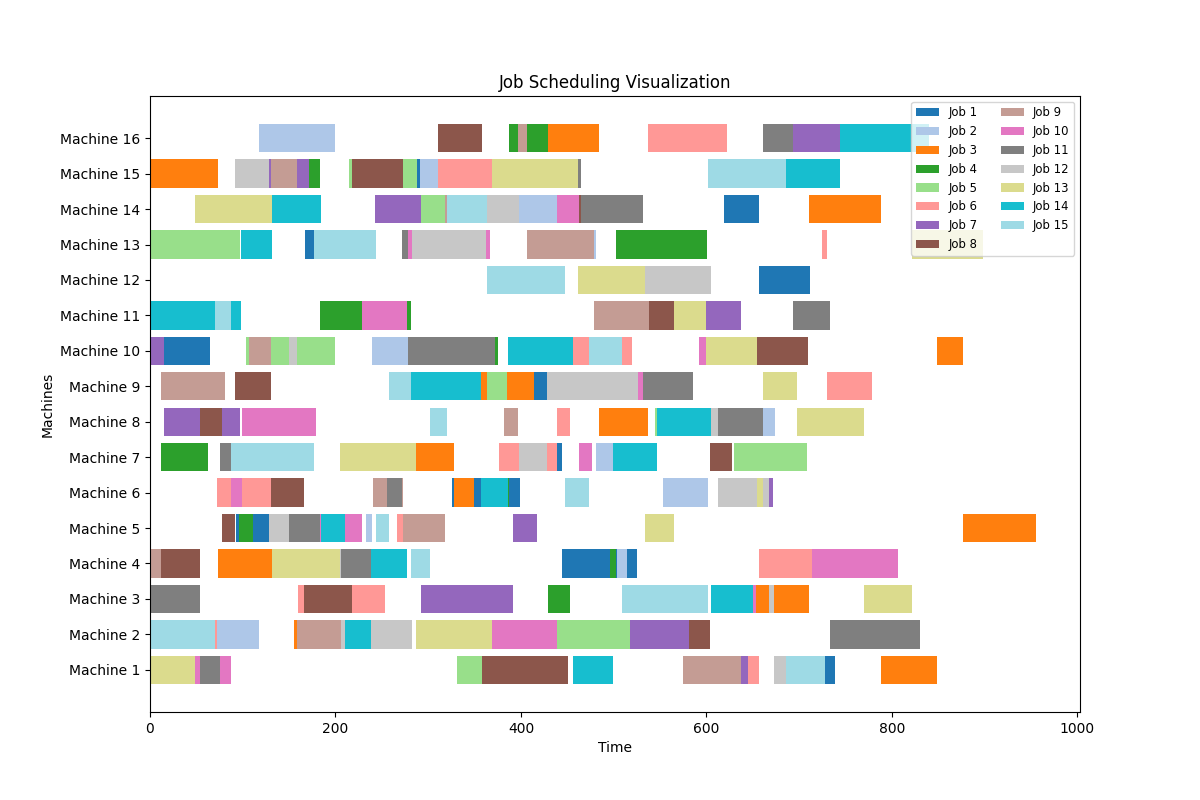 Job Scheduling Visualization
Machine 16
Machine 15
Machine 14
Machine 13
Machine 12
Machine 11
Machine 10
Machine 9
Machine 8
Machine 7
Machine 6
Machine 5
Machine 4
Machine 3
Machine 2
Machine 1
Machines
0 200 400 600 800 1000
Time
Job 1
Job 2
Job 3
Job 4
Job 5
Job 6
Job 7
Job 8
Job 9
Job 10
Job 11
Job 12
Job 13
Job 14
Job 15